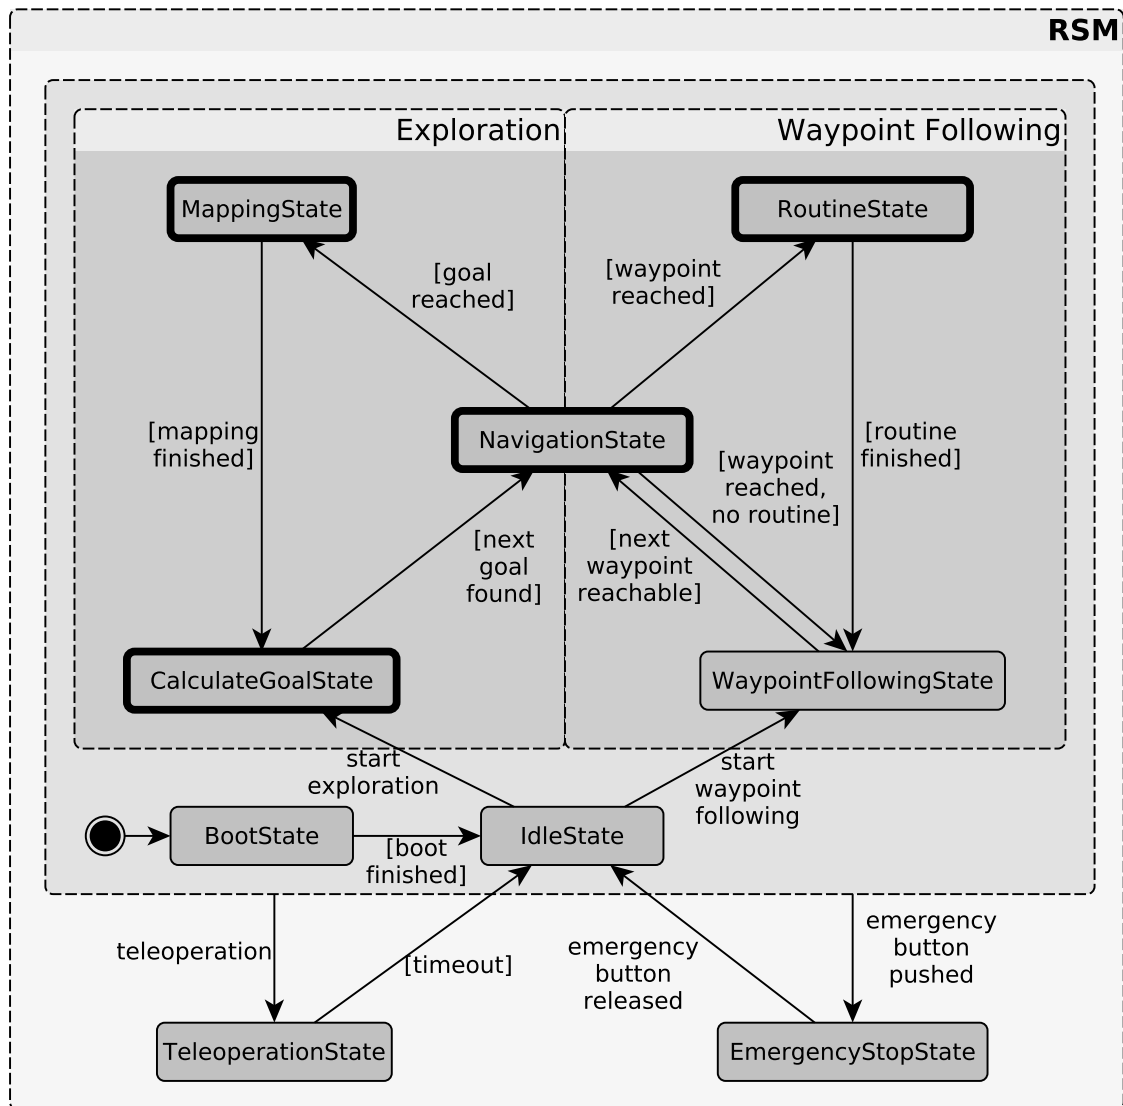 RSM
Exploration
Waypoint Following
MappingState
RoutineState
[goal
reached]
[waypoint
reached]
NavigationState
[mapping
finished]
[routine
finished]
[waypoint
reached,
no routine]
[next
goal
found]
[next
waypoint
reachable]
CalculateGoalState
WaypointFollowingState
start
exploration
start
waypoint
following
BootState
[boot
finished]
IdleState
teleoperation
[timeout]
emergency
button
released
emergency
button
pushed
TeleoperationState
EmergencyStopState